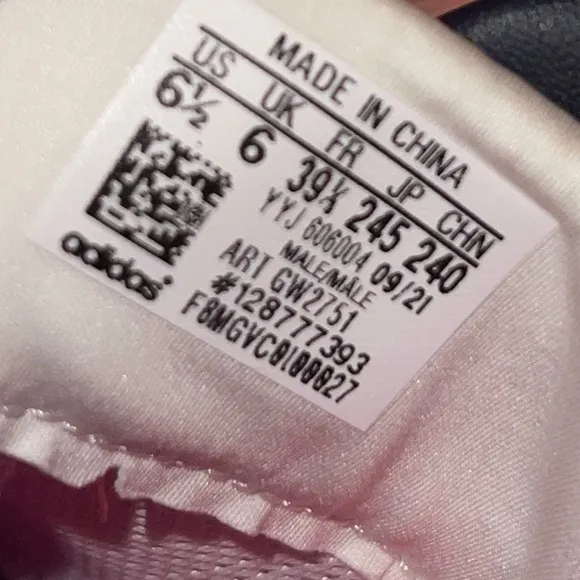 MADE IN CHINA
US UK FR JP CHN
6½ 6 39⅓ 245 240
YYJ 606004 09/21
MALE/MÂLE
ART GW2751
#128777393
F8MGVC0100027
adidas